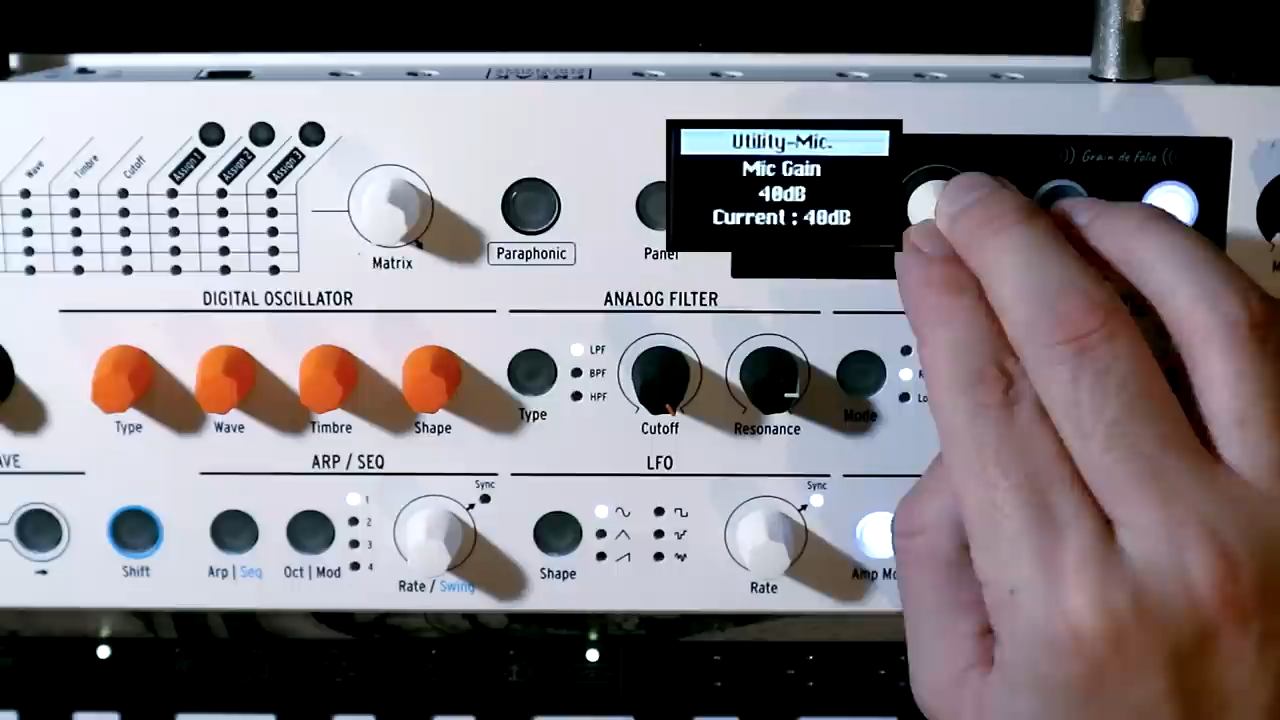 Utility-Mic.
Mic Gain
40dB
Current : 40dB
)) Grain de folie ((
Wave
Timbre
Cutoff
Assign 1
Assign 2
Assign 3
Matrix
Paraphonic
Panel
DIGITAL OSCILLATOR
ANALOG FILTER
LPF
BPF
HPF
Type
Wave
Timbre
Shape
Type
Cutoff
Resonance
Mode
ARP / SEQ
LFO
Sync
Sync
1
2
3
4
Shift
Arp | Seq
Oct | Mod
Rate / Swing
Shape
Rate
Amp